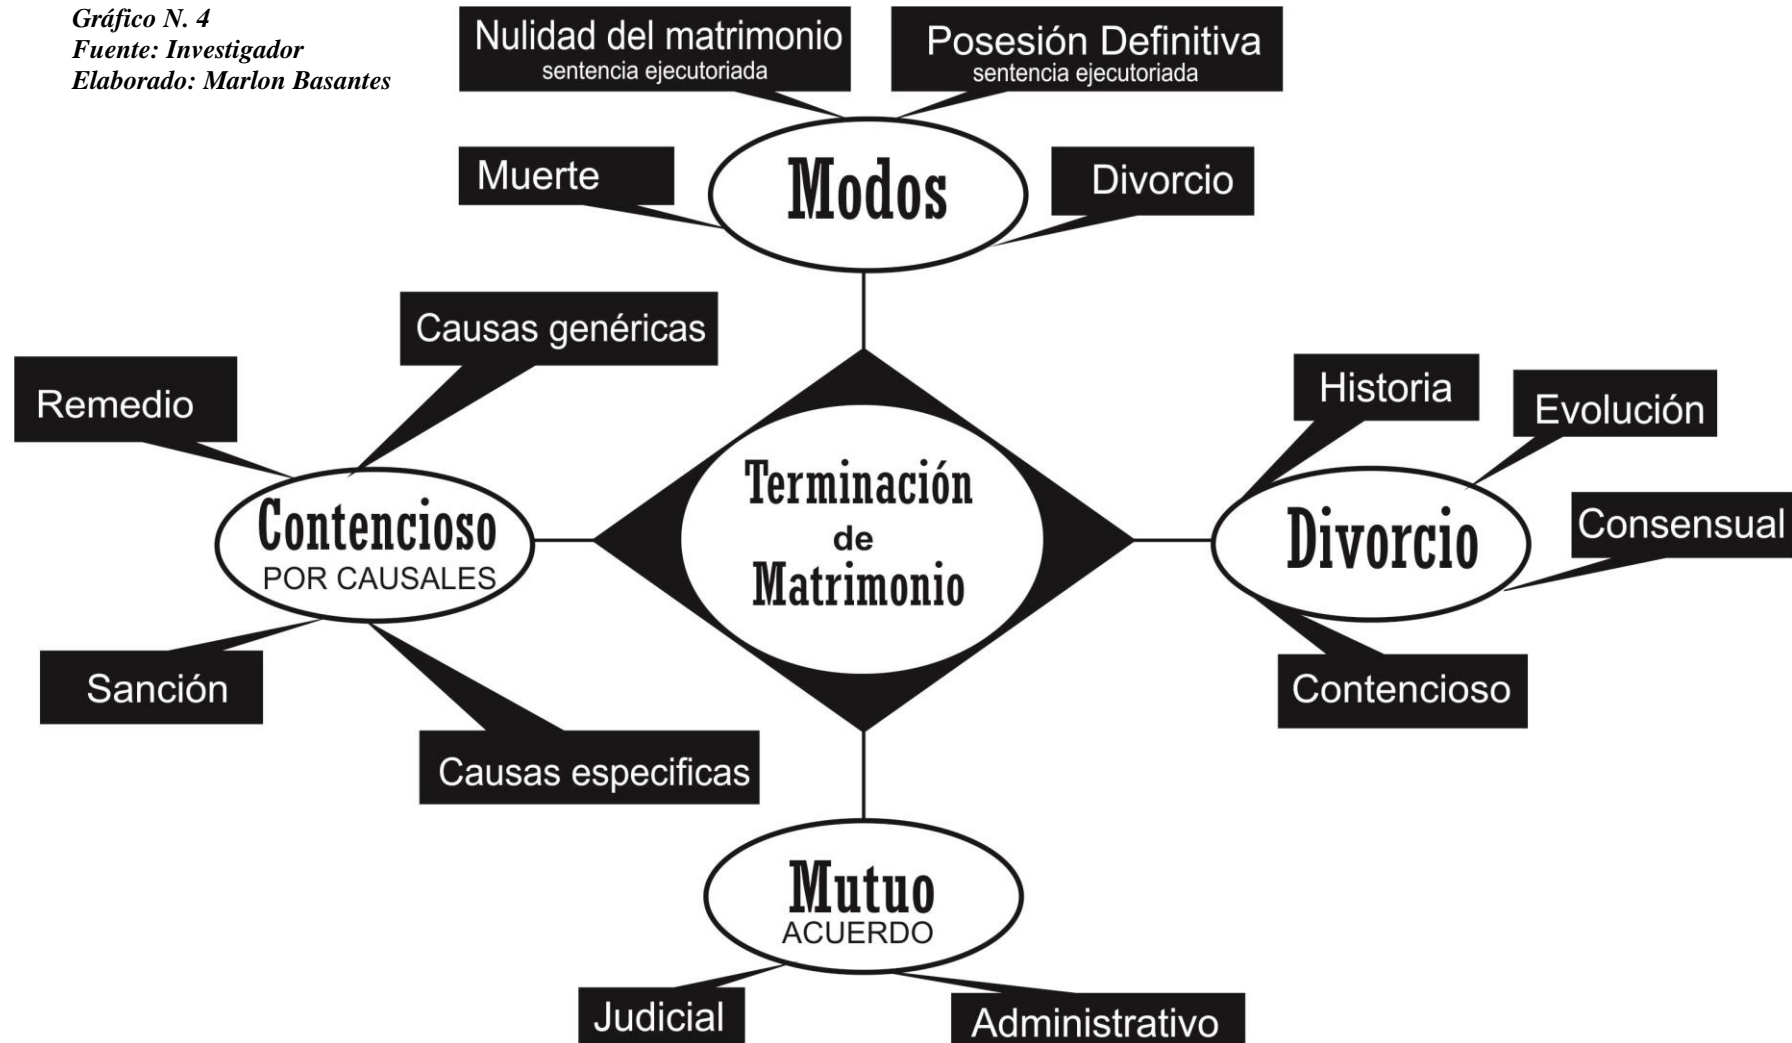 Gráfico N. 4
Fuente: Investigador
Elaborado: Marlon Basantes
Nulidad del matrimonio
sentencia ejecutoriada
Posesión Definitiva
sentencia ejecutoriada
Muerte
Modos
Divorcio
Causas genéricas
Remedio
Contencioso
POR CAUSALES
Sanción
Causas especificas
Terminación
de
Matrimonio
Historia
Evolución
Divorcio
Consensual
Contencioso
Mutuo
ACUERDO
Judicial
Administrativo